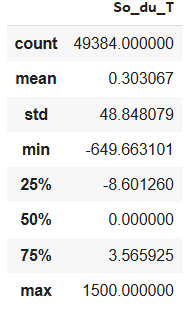 So_du_T
count 49384.000000
mean 0.303067
std 48.848079
min -649.663101
25% -8.601260
50% 0.000000
75% 3.565925
max 1500.000000